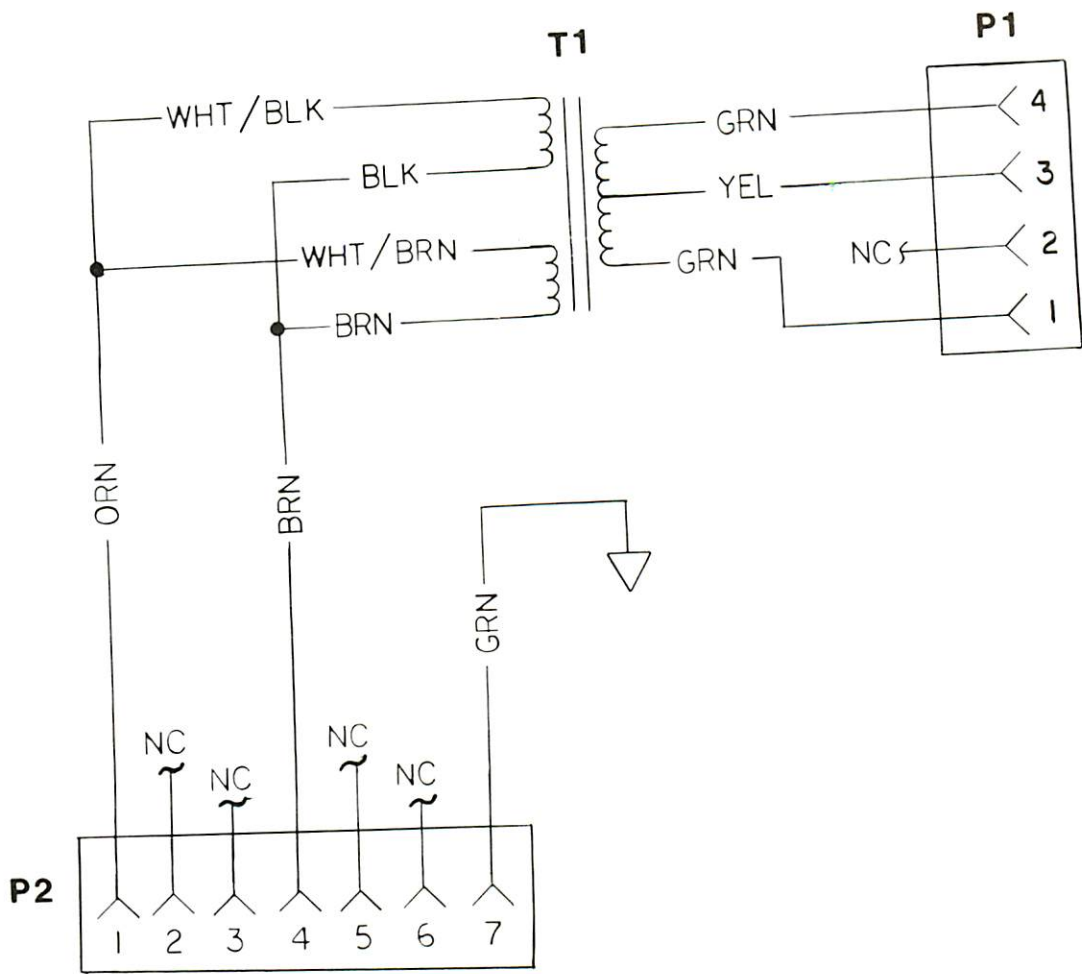 T1
P1
WHT/BLK
GRN
4
BLK
YEL
3
WHT/BRN
NC
2
GRN
1
BRN
ORN
BRN
GRN
NC
NC
NC
NC
P2
1 2 3 4 5 6 7